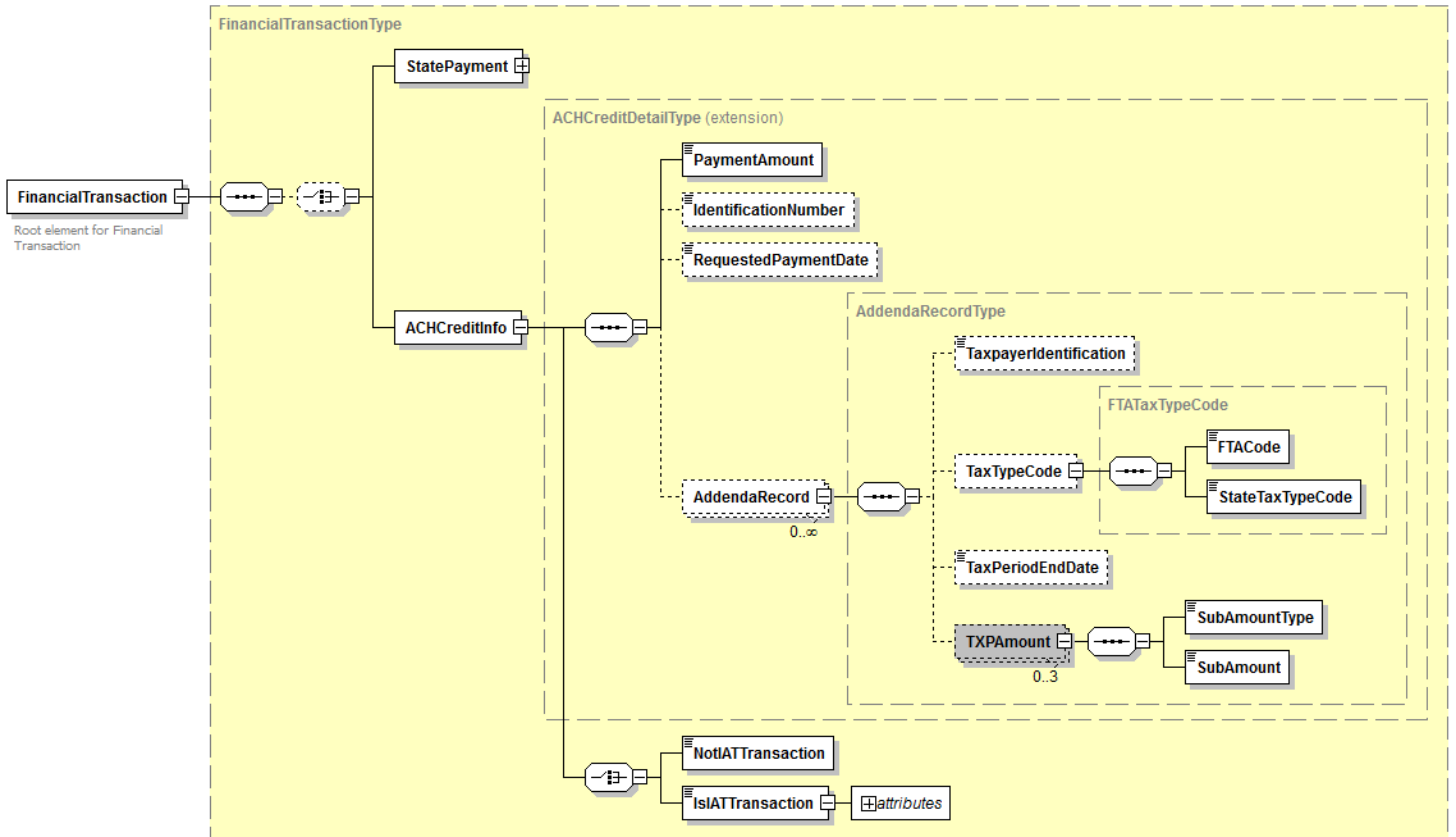 FinancialTransactionType
StatePayment
ACHCreditDetailType (extension)
PaymentAmount
FinancialTransaction
IdentificationNumber
Root element for Financial
Transaction
RequestedPaymentDate
AddendaRecordType
ACHCreditInfo
TaxpayerIdentification
FTATaxTypeCode
FTACode
TaxTypeCode
AddendaRecord
StateTaxTypeCode
0..∞
TaxPeriodEndDate
SubAmountType
TXPAmount
SubAmount
0..3
NotIATTransaction
IsIATTransaction
attributes